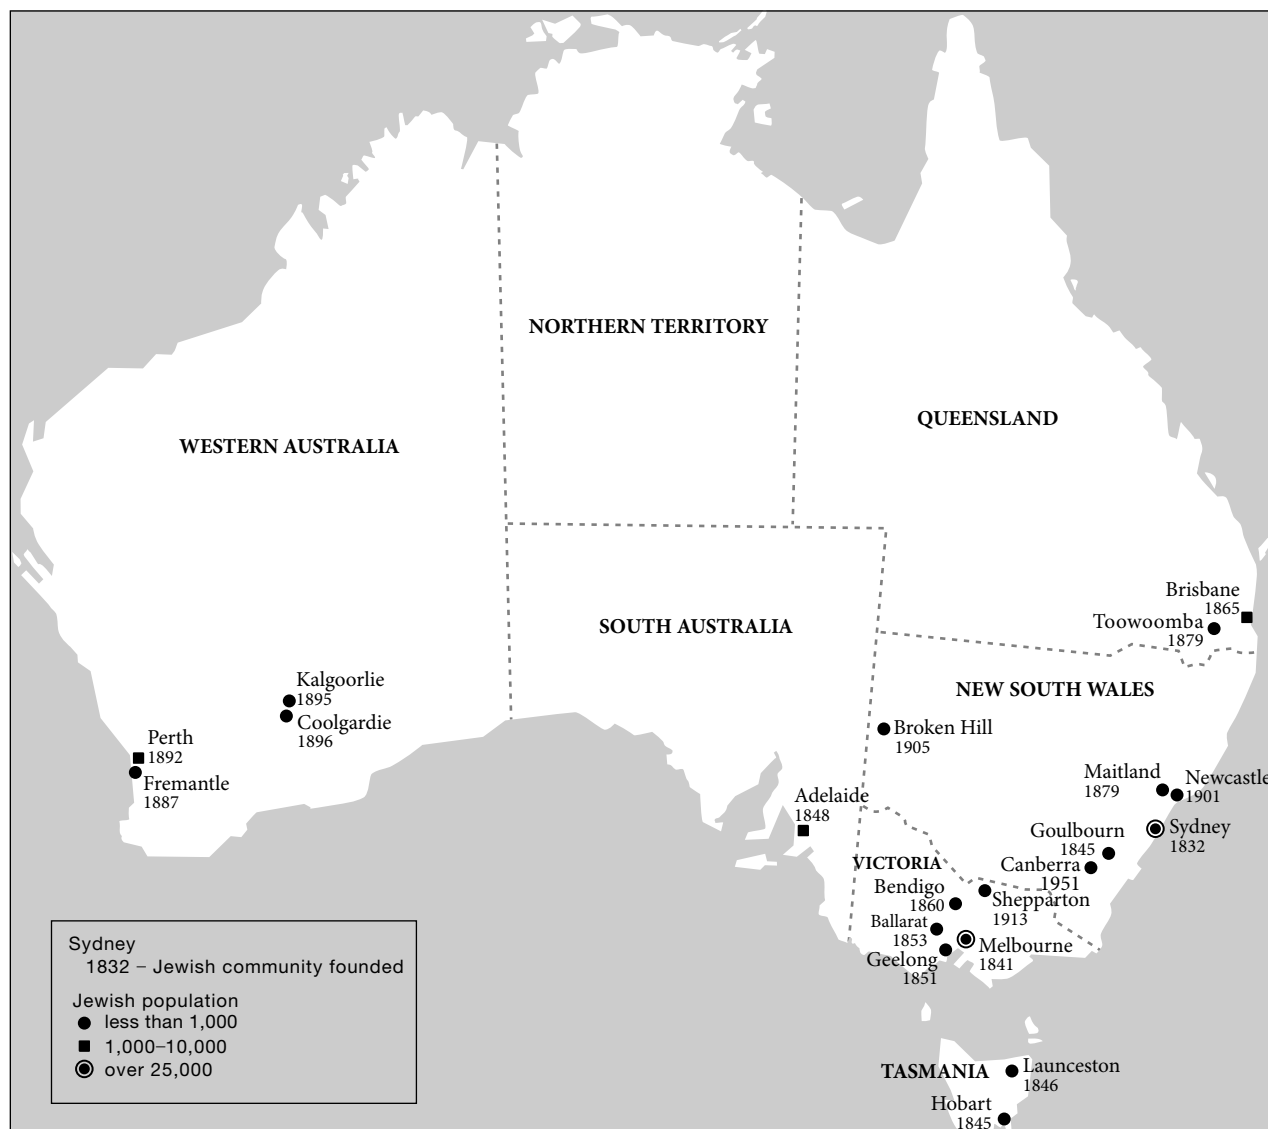 NORTHERN TERRITORY
QUEENSLAND
WESTERN AUSTRALIA
Brisbane
1865
Toowoomba
1879
SOUTH AUSTRALIA
NEW SOUTH WALES
Kalgoorlie
1895
Coolgardie
1896
Broken Hill
1905
Perth
1892
Fremantle
1887
Maitland
1879
Newcastle
1901
Adelaide
1848
Sydney
1832
Goulbourn
1845
Canberra
1951
VICTORIA
Bendigo
1860
Shepparton
1913
Ballarat
1853
Melbourne
1841
Geelong
1851
Sydney
1832 – Jewish community founded
Jewish population
less than 1,000
1,000–10,000
over 25,000
TASMANIA
Launceston
1846
Hobart
1845